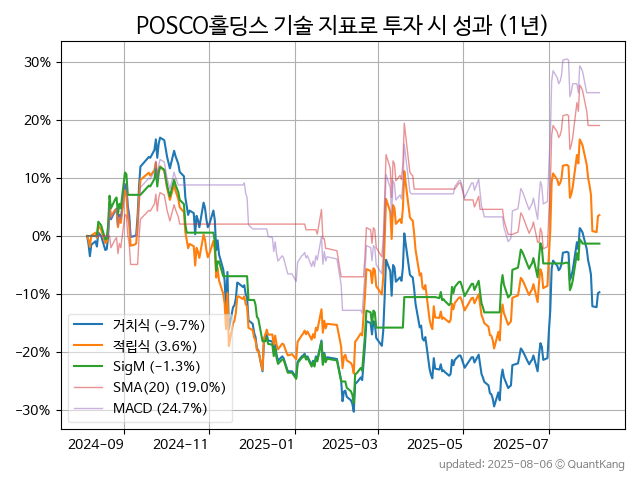 POSCO홀딩스 기술 지표로 투자 시 성과 (1년)
30%
20%
10%
0%
−10%
−20%
−30%
거치식 (−9.7%)
적립식 (3.6%)
SigM (−1.3%)
SMA(20) (19.0%)
MACD (24.7%)
2024−09
2024−11
2025−01
2025−03
2025−05
2025−07
updated: 2025-08-06 © QuantKang